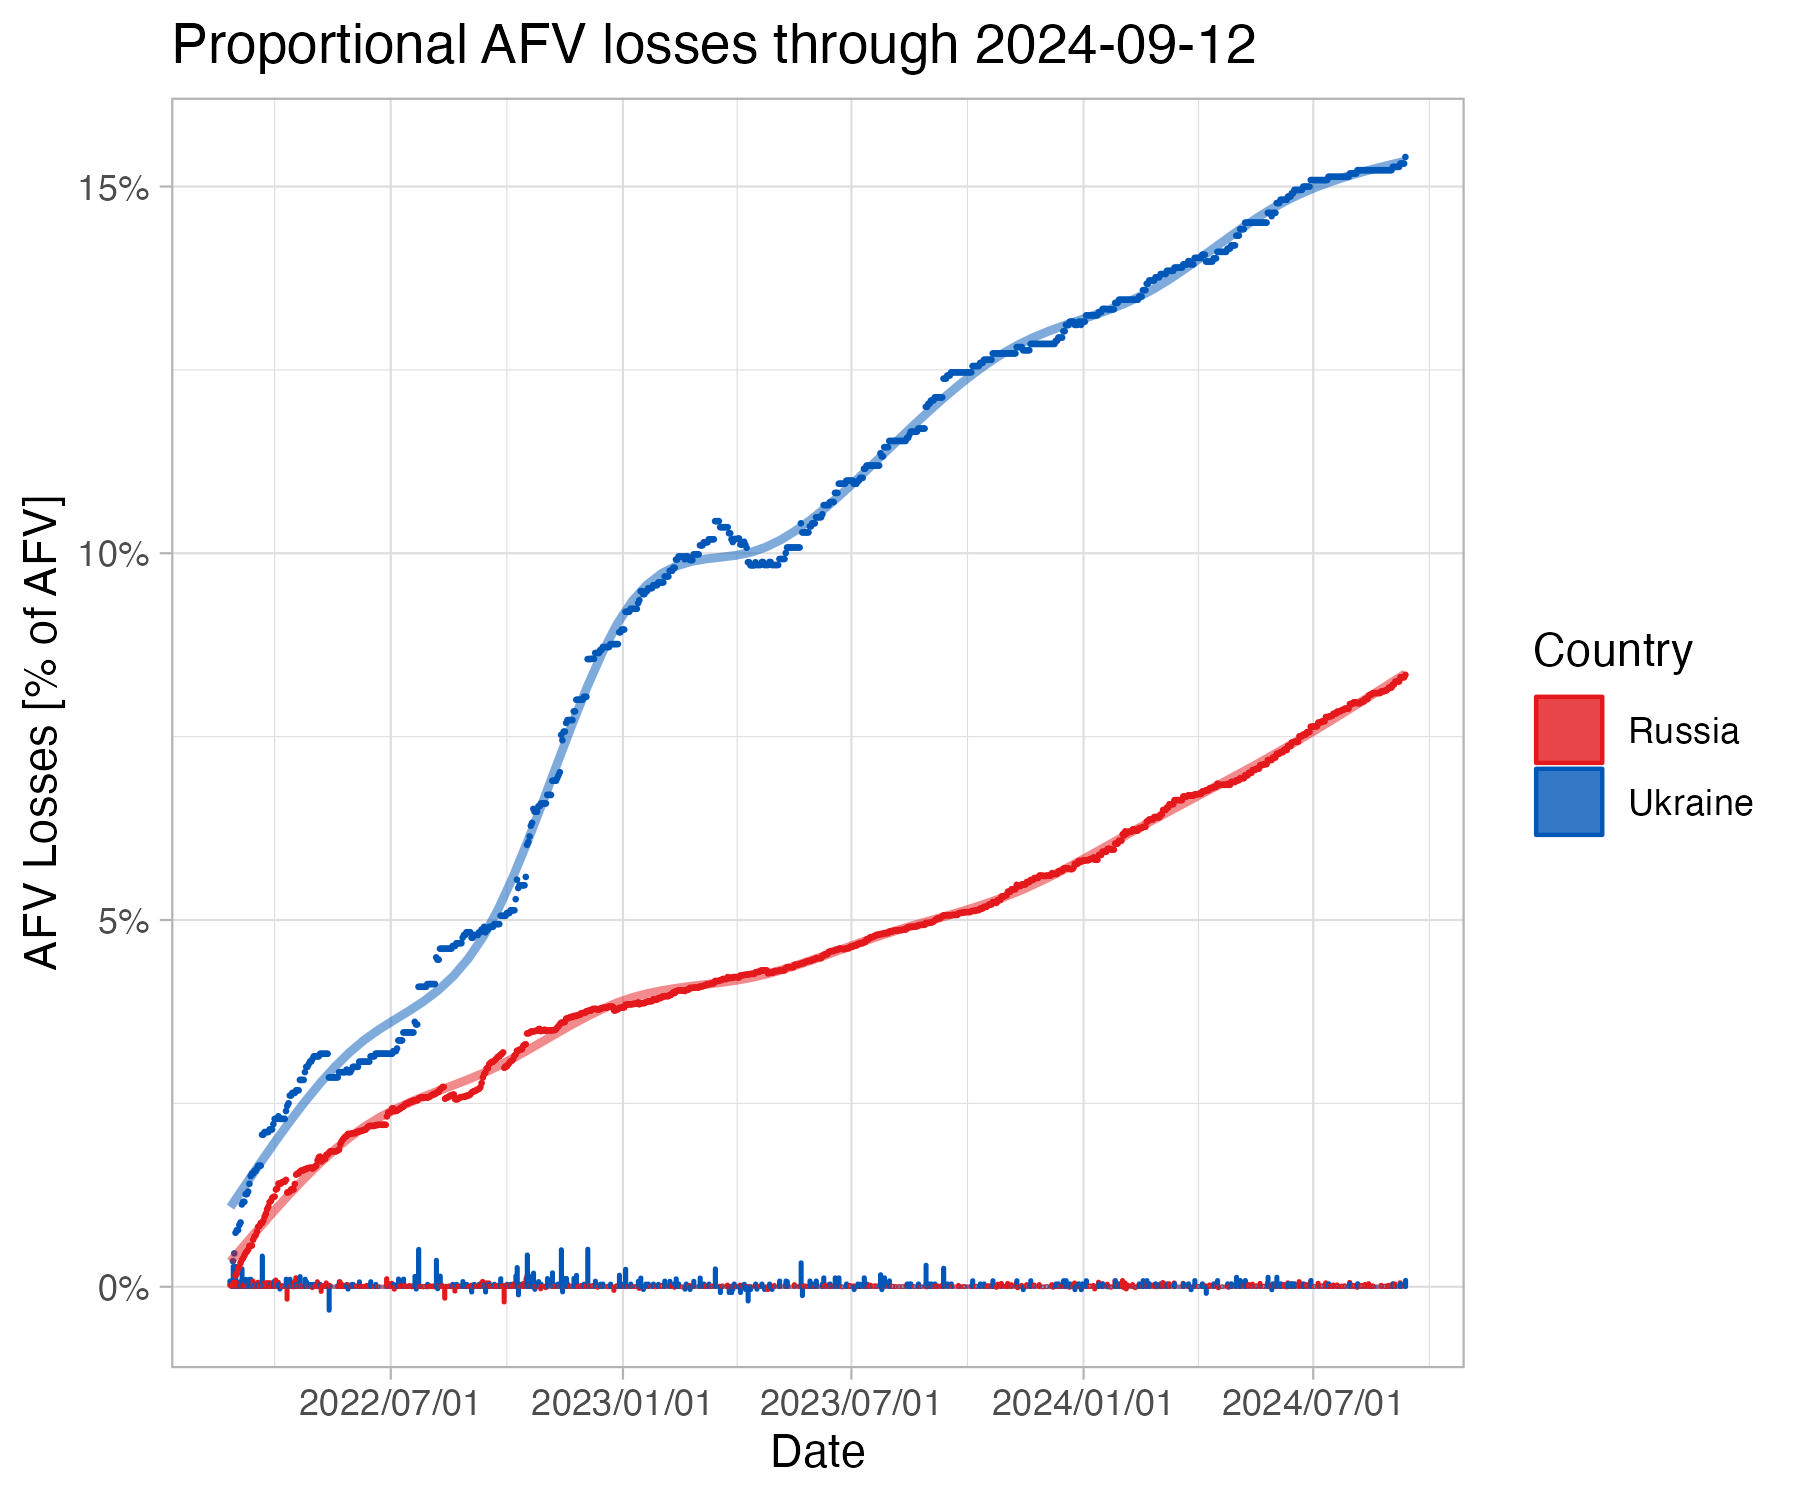 Proportional AFV losses through 2024-09-12
AFV Losses [% of AFV]
15%
10%
5%
0%
2022/07/01
2023/01/01
2023/07/01
2024/01/01
2024/07/01
Date
Country
Russia
Ukraine